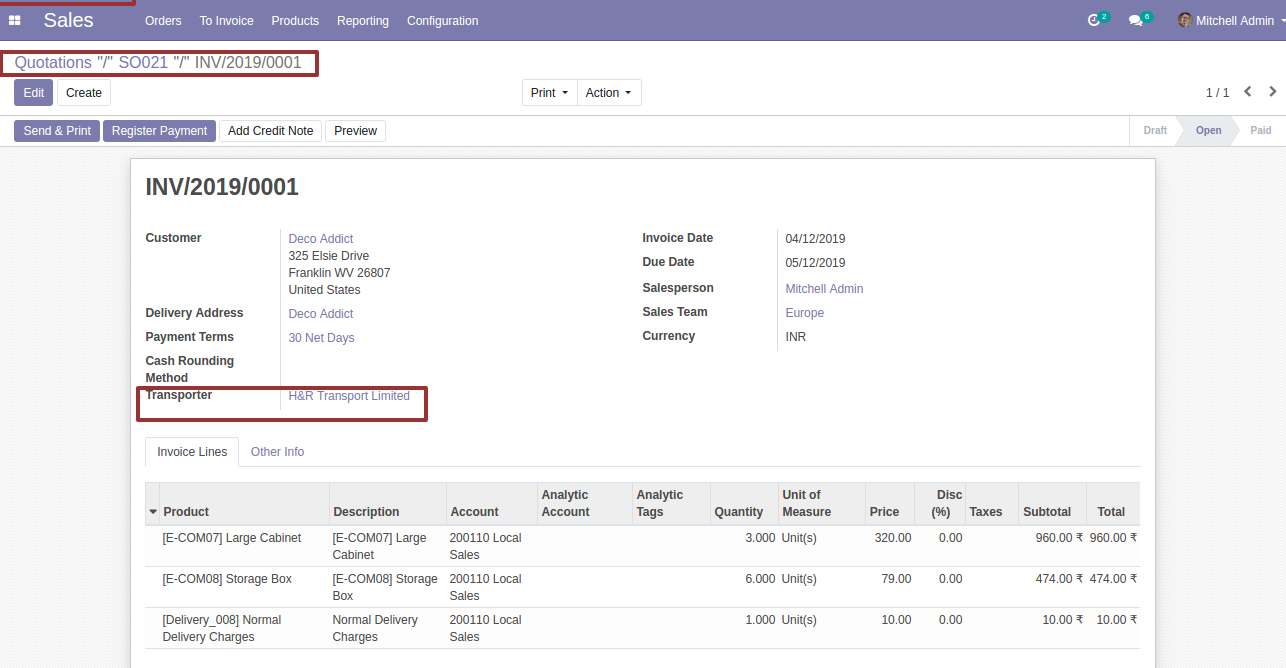 Sales Orders To Invoice Products Reporting Configuration 2 6 Mitchell Admin
Quotations "/" SO021 "/" INV/2019/0001
Edit Create Print Action 1 / 1
Send & Print Register Payment Add Credit Note Preview Draft Open Paid
INV/2019/0001
Customer Deco Addict Invoice Date 04/12/2019
325 Elsie Drive
Franklin WV 26807 Due Date 05/12/2019
United States Salesperson Mitchell Admin
Delivery Address Deco Addict Sales Team Europe
Payment Terms 30 Net Days Currency INR
Cash Rounding
Method
Transporter H&R Transport Limited
Invoice Lines Other Info
Product Description Account Analytic Account Analytic Tags Quantity Unit of Measure Price Disc (%) Taxes Subtotal Total
[E-COM07] Large Cabinet [E-COM07] Large 200110 Local 3.000 Unit(s) 320.00 0.00 960.00 ₹ 960.00 ₹
Cabinet Sales
[E-COM08] Storage Box [E-COM08] Storage 200110 Local 6.000 Unit(s) 79.00 0.00 474.00 ₹ 474.00 ₹
Box Sales
[Delivery_008] Normal Normal Delivery 200110 Local 1.000 Unit(s) 10.00 0.00 10.00 ₹ 10.00 ₹
Delivery Charges Charges Sales